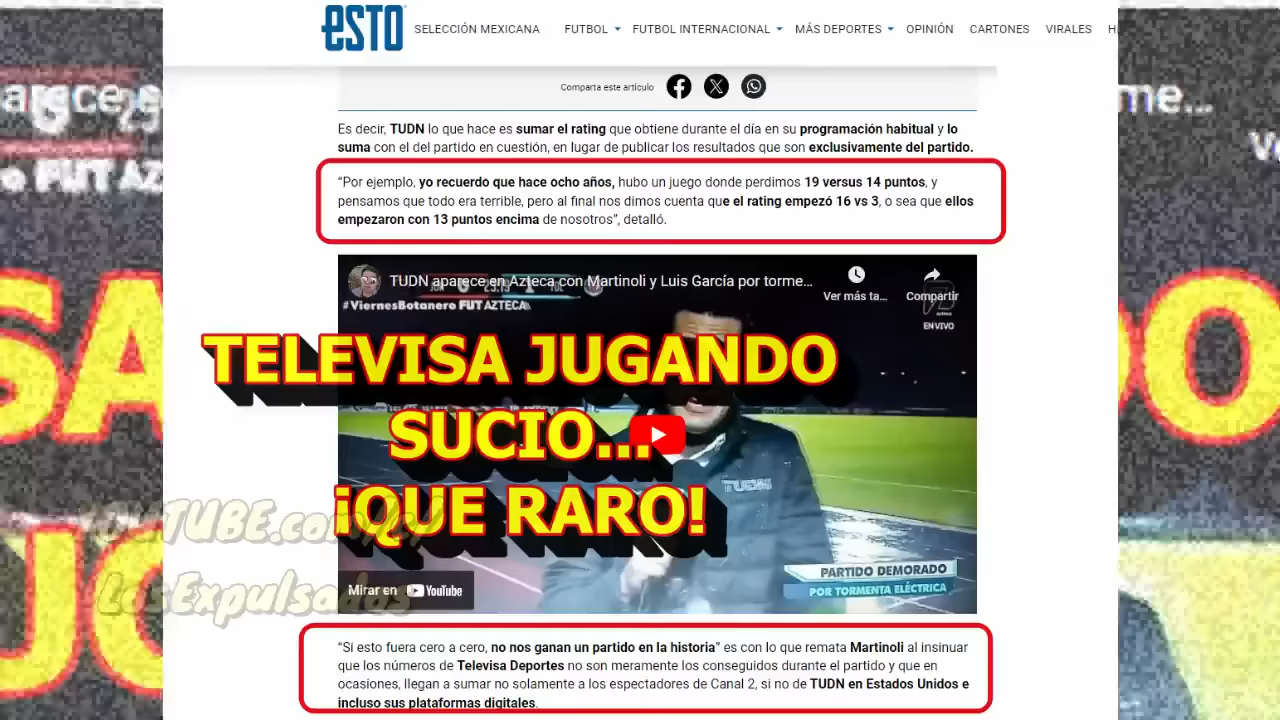 ESTO SELECCIÓN MEXICANA FUTBOL FUTBOL INTERNACIONAL MÁS DEPORTES OPINIÓN CARTONES VIRALES
Comparta este artículo
Es decir, TUDN lo que hace es sumar el rating que obtiene durante el día en su programación habitual y lo
suma con el del partido en cuestión, en lugar de publicar los resultados que son exclusivamente del partido.
“Por ejemplo, yo recuerdo que hace ocho años, hubo un juego donde perdimos 19 versus 14 puntos, y
pensamos que todo era terrible, pero al final nos dimos cuenta que el rating empezó 16 vs 3, o sea que ellos
empezaron con 13 puntos encima de nosotros”, detalló.
TUDN aparece en Azteca con Martinoli y Luis García por torme...
Ver más ta...
Compartir
#ViernesBotanero FUT AZTECA
EN VIVO
TELEVISA JUGANDO
SUCIO...
¡QUE RARO!
TUDN
PARTIDO DEMORADO
POR TORMENTA ELÉCTRICA
LosExpulsados
Mirar en YouTube
“Si esto fuera cero a cero, no nos ganan un partido en la historia” es con lo que remata Martinoli al insinuar
que los números de Televisa Deportes no son meramente los conseguidos durante el partido y que en
ocasiones, llegan a sumar no solamente a los espectadores de Canal 2, si no de TUDN en Estados Unidos e
incluso sus plataformas digitales.